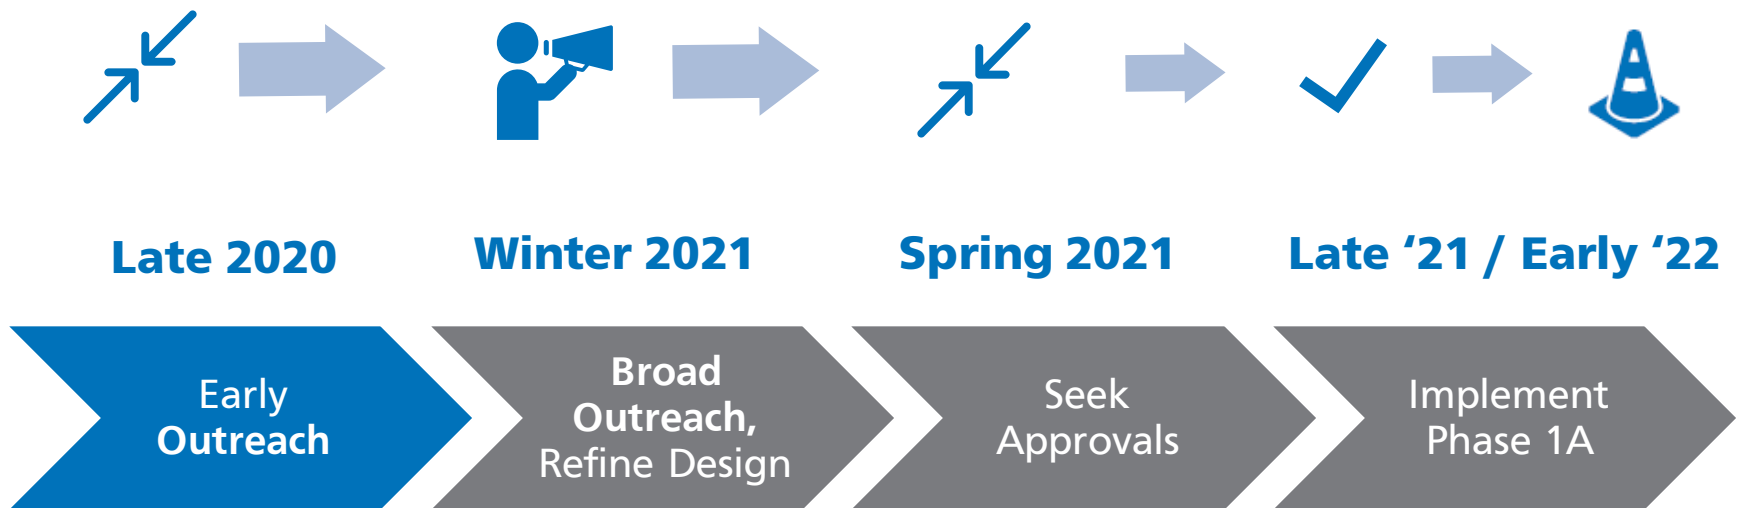 Late 2020
Winter 2021
Spring 2021
Late ‘21 / Early ‘22
Early
Outreach
Broad
Outreach,
Refine Design
Seek
Approvals
Implement
Phase 1A